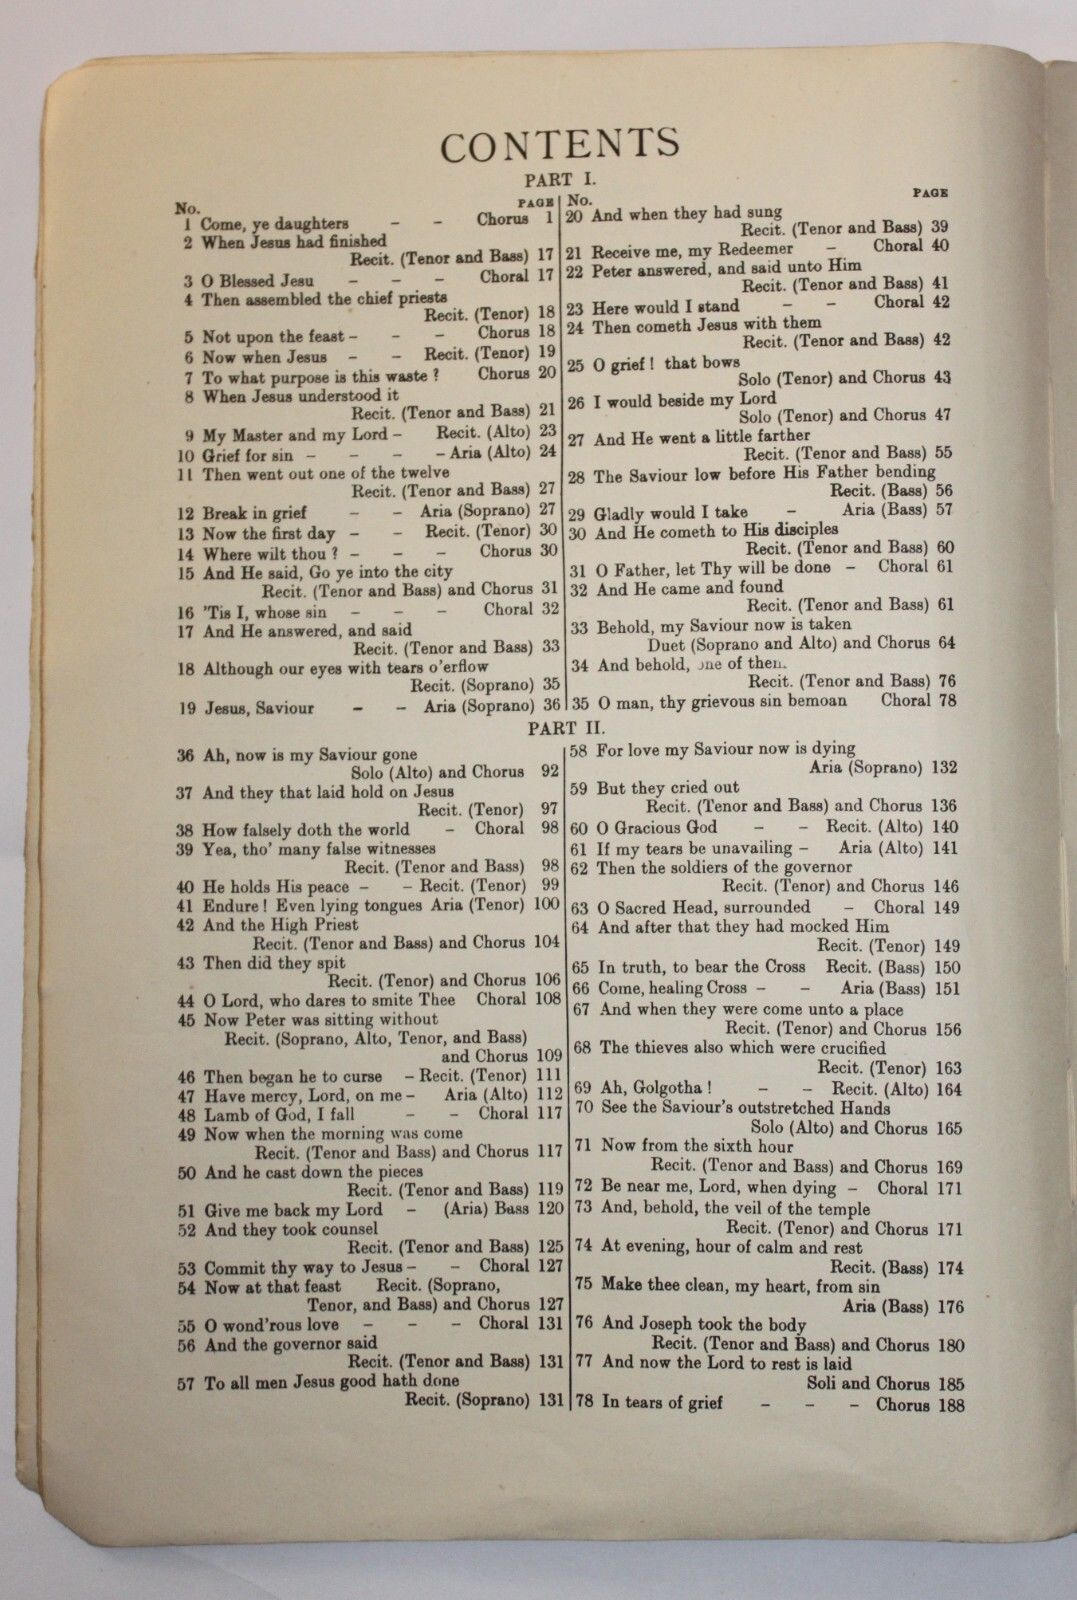 CONTENTS
PART I.
No. PAGE
1 Come, ye daughters – – Chorus 1
2 When Jesus had finished
Recit. (Tenor and Bass) 17
3 O Blessed Jesu – – – Choral 17
4 Then assembled the chief priests
Recit. (Tenor) 18
5 Not upon the feast – – – Chorus 18
6 Now when Jesus – – Recit. (Tenor) 19
7 To what purpose is this waste ? Chorus 20
8 When Jesus understood it
Recit. (Tenor and Bass) 21
9 My Master and my Lord – Recit. (Alto) 23
10 Grief for sin – – – – Aria (Alto) 24
11 Then went out one of the twelve
Recit. (Tenor and Bass) 27
12 Break in grief – – Aria (Soprano) 27
13 Now the first day – – Recit. (Tenor) 30
14 Where wilt thou ? – – – Chorus 30
15 And He said, Go ye into the city
Recit. (Tenor and Bass) and Chorus 31
16 'Tis I, whose sin – – – Choral 32
17 And He answered, and said
Recit. (Tenor and Bass) 33
18 Although our eyes with tears o'erflow
Recit. (Soprano) 35
19 Jesus, Saviour – – Aria (Soprano) 36
No. PAGE
20 And when they had sung
Recit. (Tenor and Bass) 39
21 Receive me, my Redeemer – Choral 40
22 Peter answered, and said unto Him
Recit. (Tenor and Bass) 41
23 Here would I stand – – Choral 42
24 Then cometh Jesus with them
Recit. (Tenor and Bass) 42
25 O grief ! that bows
Solo (Tenor) and Chorus 43
26 I would beside my Lord
Solo (Tenor) and Chorus 47
27 And He went a little farther
Recit. (Tenor and Bass) 55
28 The Saviour low before His Father bending
Recit. (Bass) 56
29 Gladly would I take – Aria (Bass) 57
30 And He cometh to His disciples
Recit. (Tenor and Bass) 60
31 O Father, let Thy will be done – Choral 61
32 And He came and found
Recit. (Tenor and Bass) 61
33 Behold, my Saviour now is taken
Duet (Soprano and Alto) and Chorus 64
34 And behold, one of them
Recit. (Tenor and Bass) 76
35 O man, thy grievous sin bemoan Choral 78
PART II.
36 Ah, now is my Saviour gone
Solo (Alto) and Chorus 92
37 And they that laid hold on Jesus
Recit. (Tenor) 97
38 How falsely doth the world – Choral 98
39 Yea, tho' many false witnesses
Recit. (Tenor and Bass) 98
40 He holds His peace – – Recit. (Tenor) 99
41 Endure ! Even lying tongues Aria (Tenor) 100
42 And the High Priest
Recit. (Tenor and Bass) and Chorus 104
43 Then did they spit
Recit. (Tenor) and Chorus 106
44 O Lord, who dares to smite Thee Choral 108
45 Now Peter was sitting without
Recit. (Soprano, Alto, Tenor, and Bass)
and Chorus 109
46 Then began he to curse – Recit. (Tenor) 111
47 Have mercy, Lord, on me – Aria (Alto) 112
48 Lamb of God, I fall – – Choral 117
49 Now when the morning was come
Recit. (Tenor and Bass) and Chorus 117
50 And he cast down the pieces
Recit. (Tenor and Bass) 119
51 Give me back my Lord – (Aria) Bass 120
52 And they took counsel
Recit. (Tenor and Bass) 125
53 Commit thy way to Jesus – – Choral 127
54 Now at that feast Recit. (Soprano,
Tenor, and Bass) and Chorus 127
55 O wond'rous love – – – Choral 131
56 And the governor said
Recit. (Tenor and Bass) 131
57 To all men Jesus good hath done
Recit. (Soprano) 131
58 For love my Saviour now is dying
Aria (Soprano) 132
59 But they cried out
Recit. (Tenor and Bass) and Chorus 136
60 O Gracious God – – Recit. (Alto) 140
61 If my tears be unavailing – Aria (Alto) 141
62 Then the soldiers of the governor
Recit. (Tenor) and Chorus 146
63 O Sacred Head, surrounded – Choral 149
64 And after that they had mocked Him
Recit. (Tenor) 149
65 In truth, to bear the Cross Recit. (Bass) 150
66 Come, healing Cross – – Aria (Bass) 151
67 And when they were come unto a place
Recit. (Tenor) and Chorus 156
68 The thieves also which were crucified
Recit. (Tenor) 163
69 Ah, Golgotha ! – – Recit. (Alto) 164
70 See the Saviour's outstretched Hands
Solo (Alto) and Chorus 165
71 Now from the sixth hour
Recit. (Tenor and Bass) and Chorus 169
72 Be near me, Lord, when dying – Choral 171
73 And, behold, the veil of the temple
Recit. (Tenor) and Chorus 171
74 At evening, hour of calm and rest
Recit. (Bass) 174
75 Make thee clean, my heart, from sin
Aria (Bass) 176
76 And Joseph took the body
Recit. (Tenor and Bass) and Chorus 180
77 And now the Lord to rest is laid
Soli and Chorus 185
78 In tears of grief – – – Chorus 188